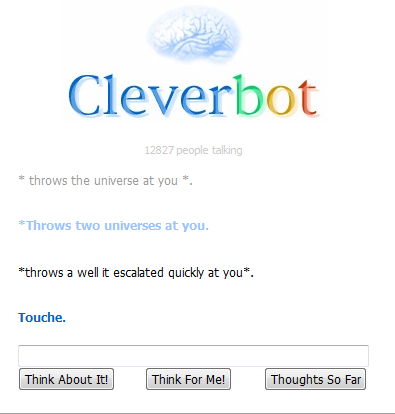 Cleverbot
12827 people talking
* throws the universe at you *.
*Throws two universes at you.
*throws a well it escalated quickly at you*.
Touche.
Think About It! Think For Me! Thoughts So Far